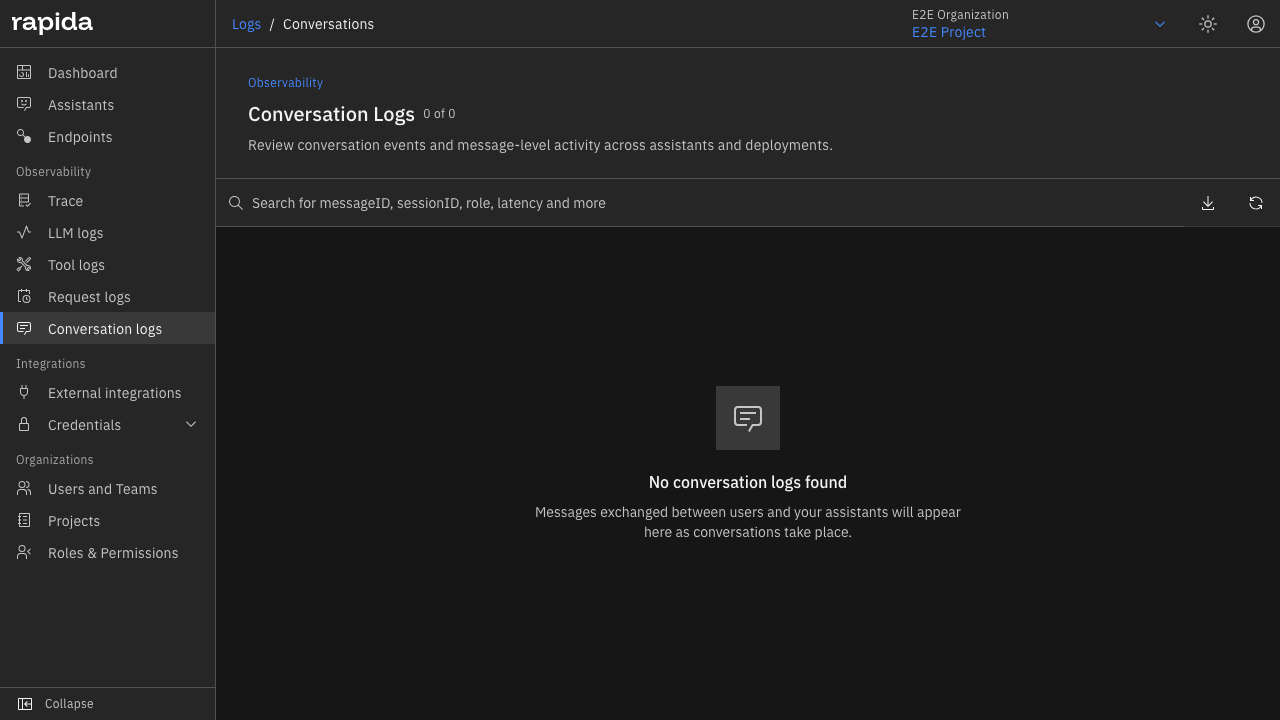 rapida
Logs / Conversations
E2E Organization
E2E Project
Dashboard
Assistants
Endpoints
Observability
Trace
LLM logs
Tool logs
Request logs
Conversation logs
Integrations
External integrations
Credentials
Organizations
Users and Teams
Projects
Roles & Permissions
Collapse
Observability
Conversation Logs 0 of 0
Review conversation events and message-level activity across assistants and deployments.
Search for messageID, sessionID, role, latency and more
No conversation logs found
Messages exchanged between users and your assistants will appear
here as conversations take place.